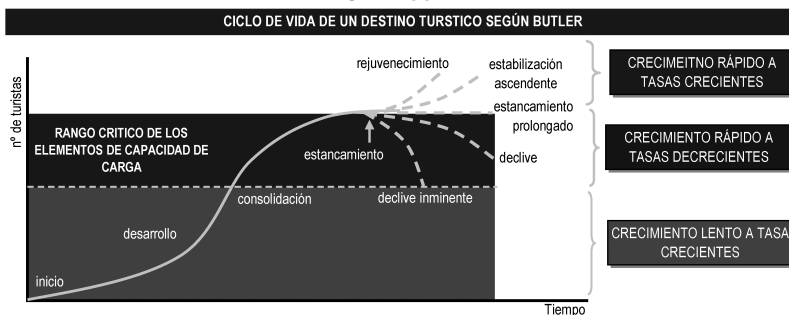 CICLO DE VIDA DE UN DESTINO TURSTICO SEGÚN BUTLER
nº de turistas
rejuvenecimiento
estabilización
ascendente
estancamiento
prolongado
RANGO CRITICO DE LOS
ELEMENTOS DE CAPACIDAD DE
CARGA
estancamiento
declive
consolidación
declive inminente
desarrollo
inicio
Tiempo
CRECIMEITNO RÁPIDO A
TASAS CRECIENTES
CRECIMIENTO RÁPIDO A
TASAS DECRECIENTES
CRECIMIENTO LENTO A TASA
CRECIENTES